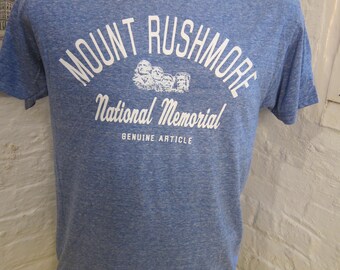 MOUNT RUSHMORE
National Memorial
GENUINE ARTICLE